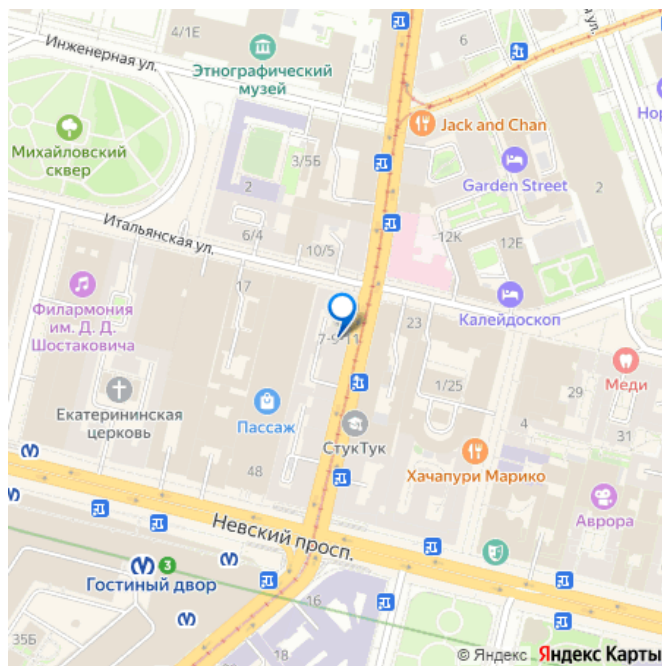 4/1Е
6
Инженерная ул.
Этнографический
музей
Jack and Chan
Михайловский
сквер
3/5Б
2
Garden Street
2
Итальянская ул.
6/4
10/5
12К
12Е
17
Филармония
им. Д. Д.
Шостаковича
7-9-11
23
Калейдоскоп
Меди
1/25
29
Екатерининская
церковь
Пассаж
СтукТук
4
31
Хачапури Марико
48
Аврора
Невский просп.
3
Гостиный двор
16
35Б
18
© Яндекс Яндекс Карты